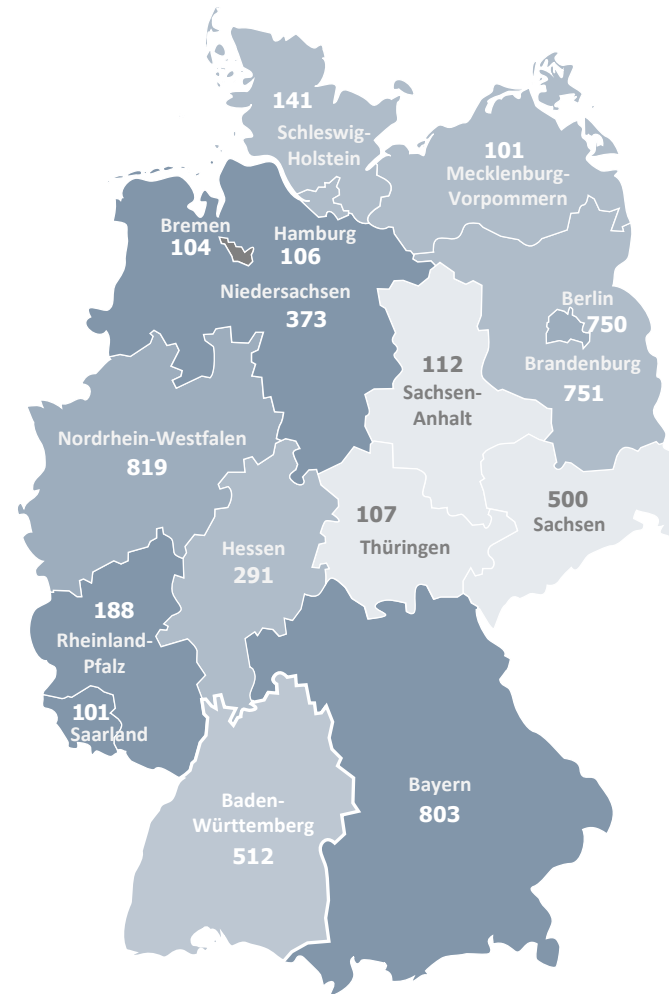 141
Schleswig-
Holstein
101
Mecklenburg-
Vorpommern
Bremen
104
Hamburg
106
Niedersachsen
373
Berlin
750
Brandenburg
751
112
Sachsen-
Anhalt
Nordrhein-Westfalen
819
500
Sachsen
107
Thüringen
Hessen
291
188
Rheinland-
Pfalz
101
Saarland
Bayern
803
Baden-
Württemberg
512